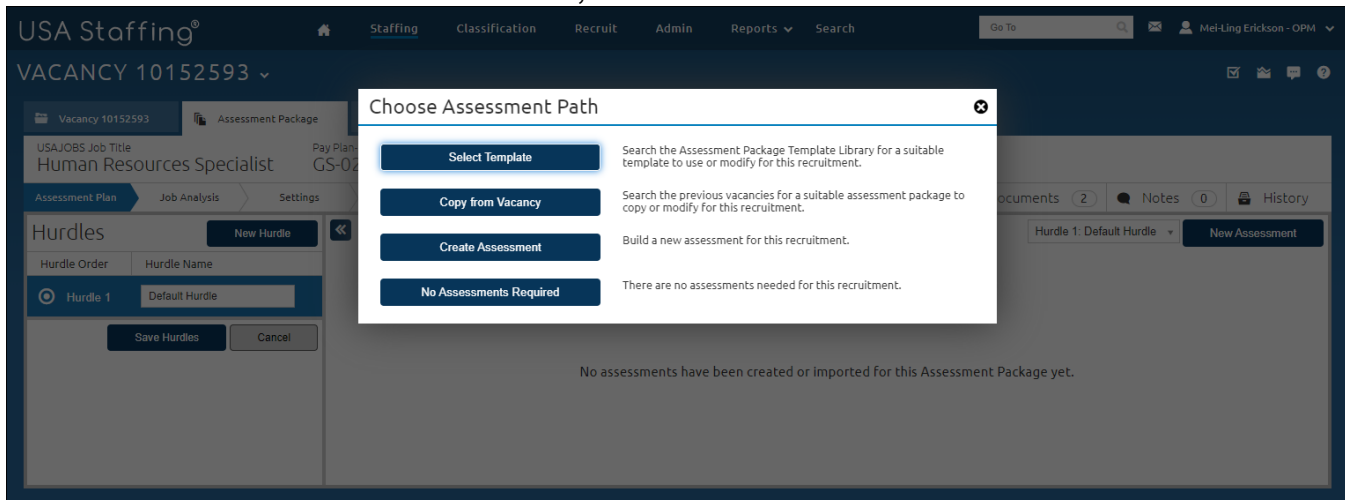 USA Staffing®
Staffing Classification Recruit Admin Reports Search
Go To
Mei-Ling Erickson - OPM
VACANCY 10152593
Vacancy 10152593
Assessment Package
USAJOBS Job Title
Human Resources Specialist
Pay Plan-
GS-02
Assessment Plan
Job Analysis
Settings
Documents 2
Notes 0
History
Hurdles
New Hurdle
Hurdle Order Hurdle Name
Hurdle 1
Default Hurdle
Save Hurdles
Cancel
Hurdle 1: Default Hurdle
New Assessment
Choose Assessment Path
Select Template
Search the Assessment Package Template Library for a suitable
template to use or modify for this recruitment.
Copy from Vacancy
Search the previous vacancies for a suitable assessment package to
copy or modify for this recruitment.
Create Assessment
Build a new assessment for this recruitment.
No Assessments Required
There are no assessments needed for this recruitment.
No assessments have been created or imported for this Assessment Package yet.